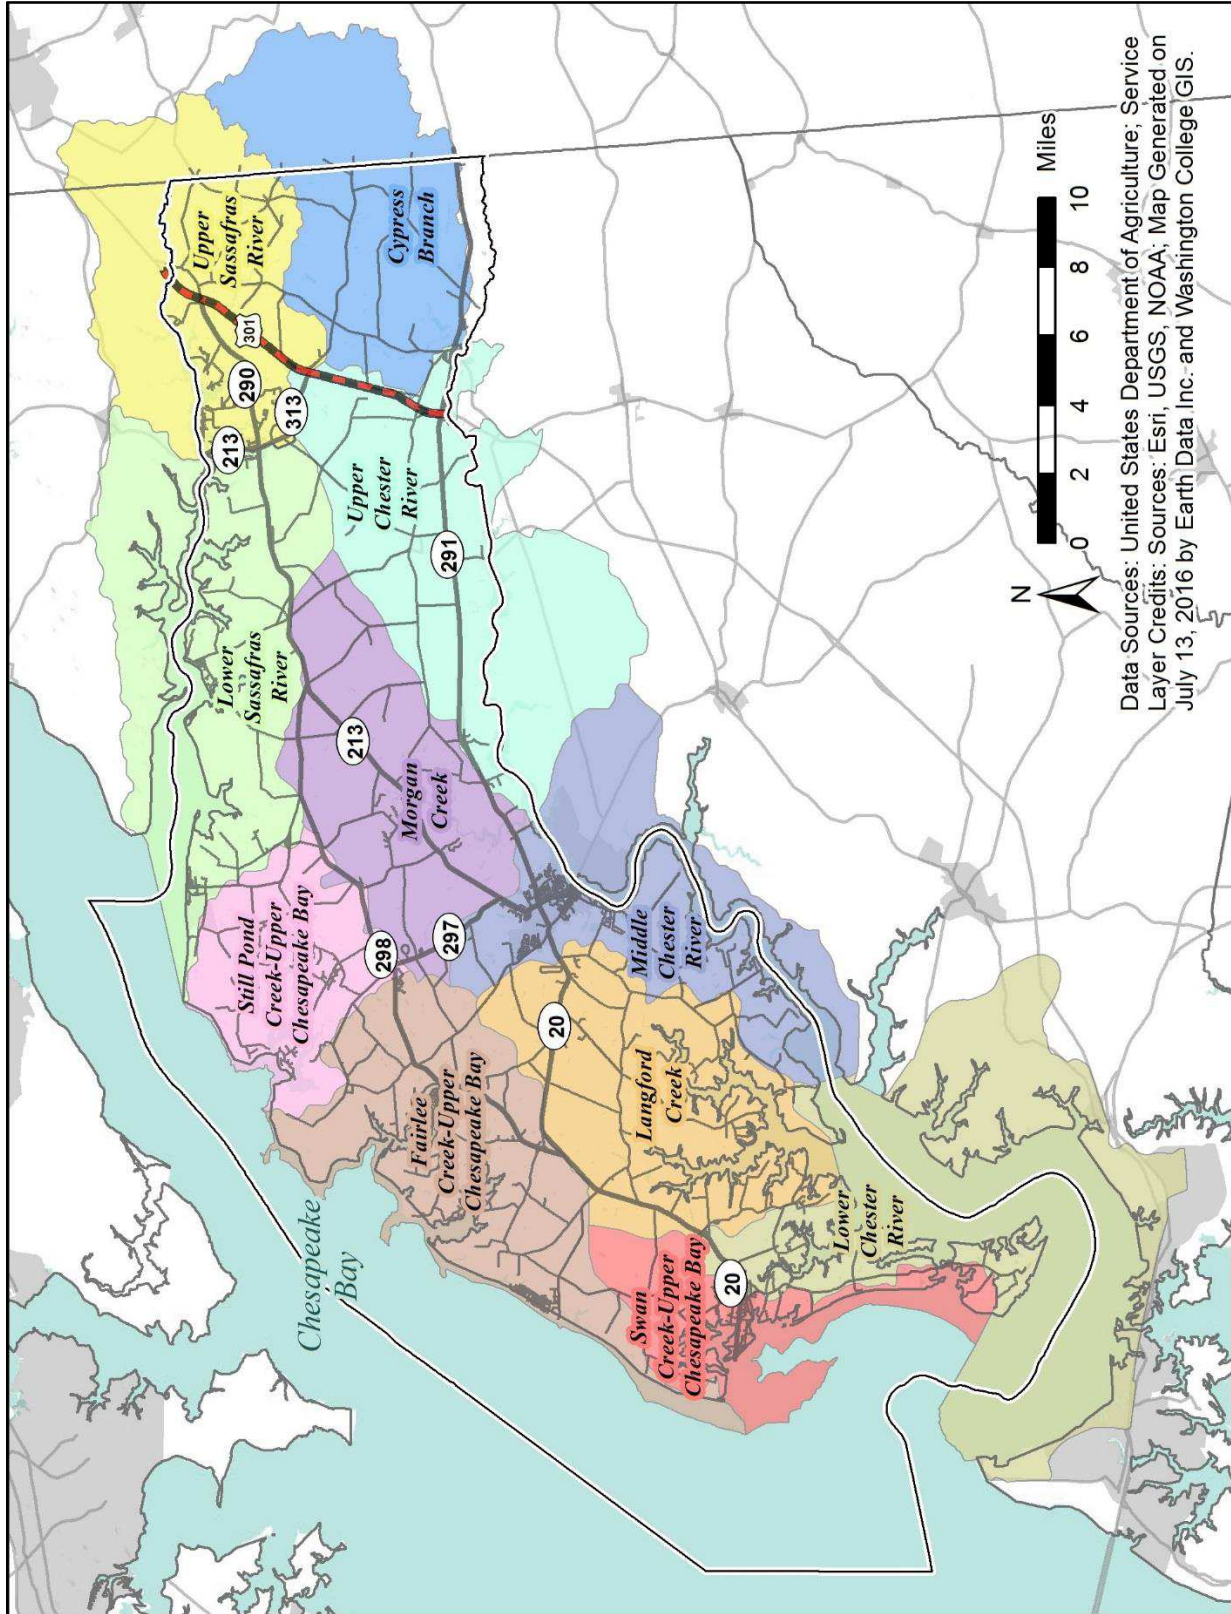 Chesapeake
Bay
Upper
Sassafras
River
Cypress
Branch
Lower
Sassafras
River
Upper
Chester
River
Morgan
Creek
Still Pond
Creek-Upper
Chesapeake Bay
Fairlee
Creek-Upper
Chesapeake Bay
Middle
Chester
River
Langford
Creek
Swan
Creek-Upper
Chesapeake Bay
Lower
Chester
River
301
290
313
213
291
213
298
297
20
20
N
0 2 4 6 8 10
Miles
Data Sources: United States Department of Agriculture; Service
Layer Credits: Sources: Esri, USGS, NOAA; Map Generated on
July 13, 2016 by Earth Data Inc. and Washington College GIS.